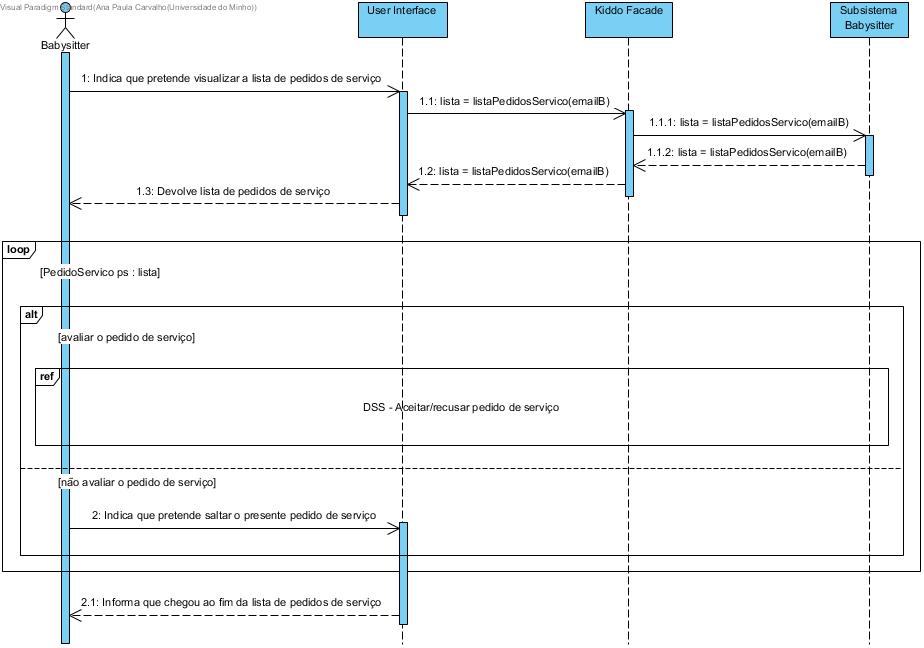 Visual Paradigm Standard(Ana Paula Carvalho(Universidade do Minho))
Babysitter
User Interface
Kiddo Facade
Subsistema
Babysitter
1: Indica que pretende visualizar a lista de pedidos de serviço
1.1: lista = listaPedidosServico(emailB)
1.1.1: lista = listaPedidosServico(emailB)
1.1.2: lista = listaPedidosServico(emailB)
1.2: lista = listaPedidosServico(emailB)
1.3: Devolve lista de pedidos de serviço
loop
[PedidoServico ps : lista]
alt
[avaliar o pedido de serviço]
ref
DSS - Aceitar/recusar pedido de serviço
[não avaliar o pedido de serviço]
2: Indica que pretende saltar o presente pedido de serviço
2.1: Informa que chegou ao fim da lista de pedidos de serviço